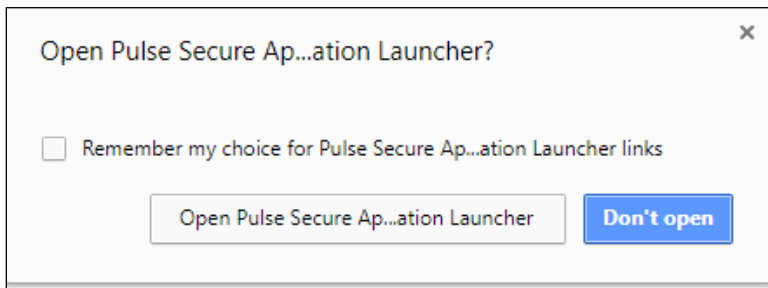 Open Pulse Secure Ap...ation Launcher?
Remember my choice for Pulse Secure Ap...ation Launcher links
Open Pulse Secure Ap...ation Launcher
Don't open